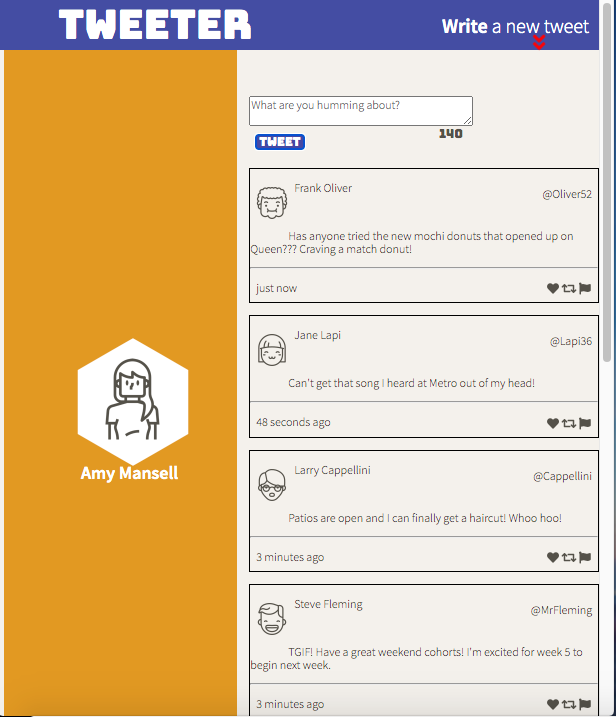 TWEETER
Write a new tweet
What are you humming about?
TWEET
140
Frank Oliver
@Oliver52
Has anyone tried the new mochi donuts that opened up on
Queen??? Craving a match donut!
just now
Jane Lapi
@Lapi36
Can't get that song I heard at Metro out of my head!
48 seconds ago
Larry Cappellini
@Cappellini
Patios are open and I can finally get a haircut! Whoo hoo!
3 minutes ago
Steve Fleming
@MrFleming
TGIF! Have a great weekend cohorts! I'm excited for week 5 to
begin next week.
3 minutes ago
Amy Mansell